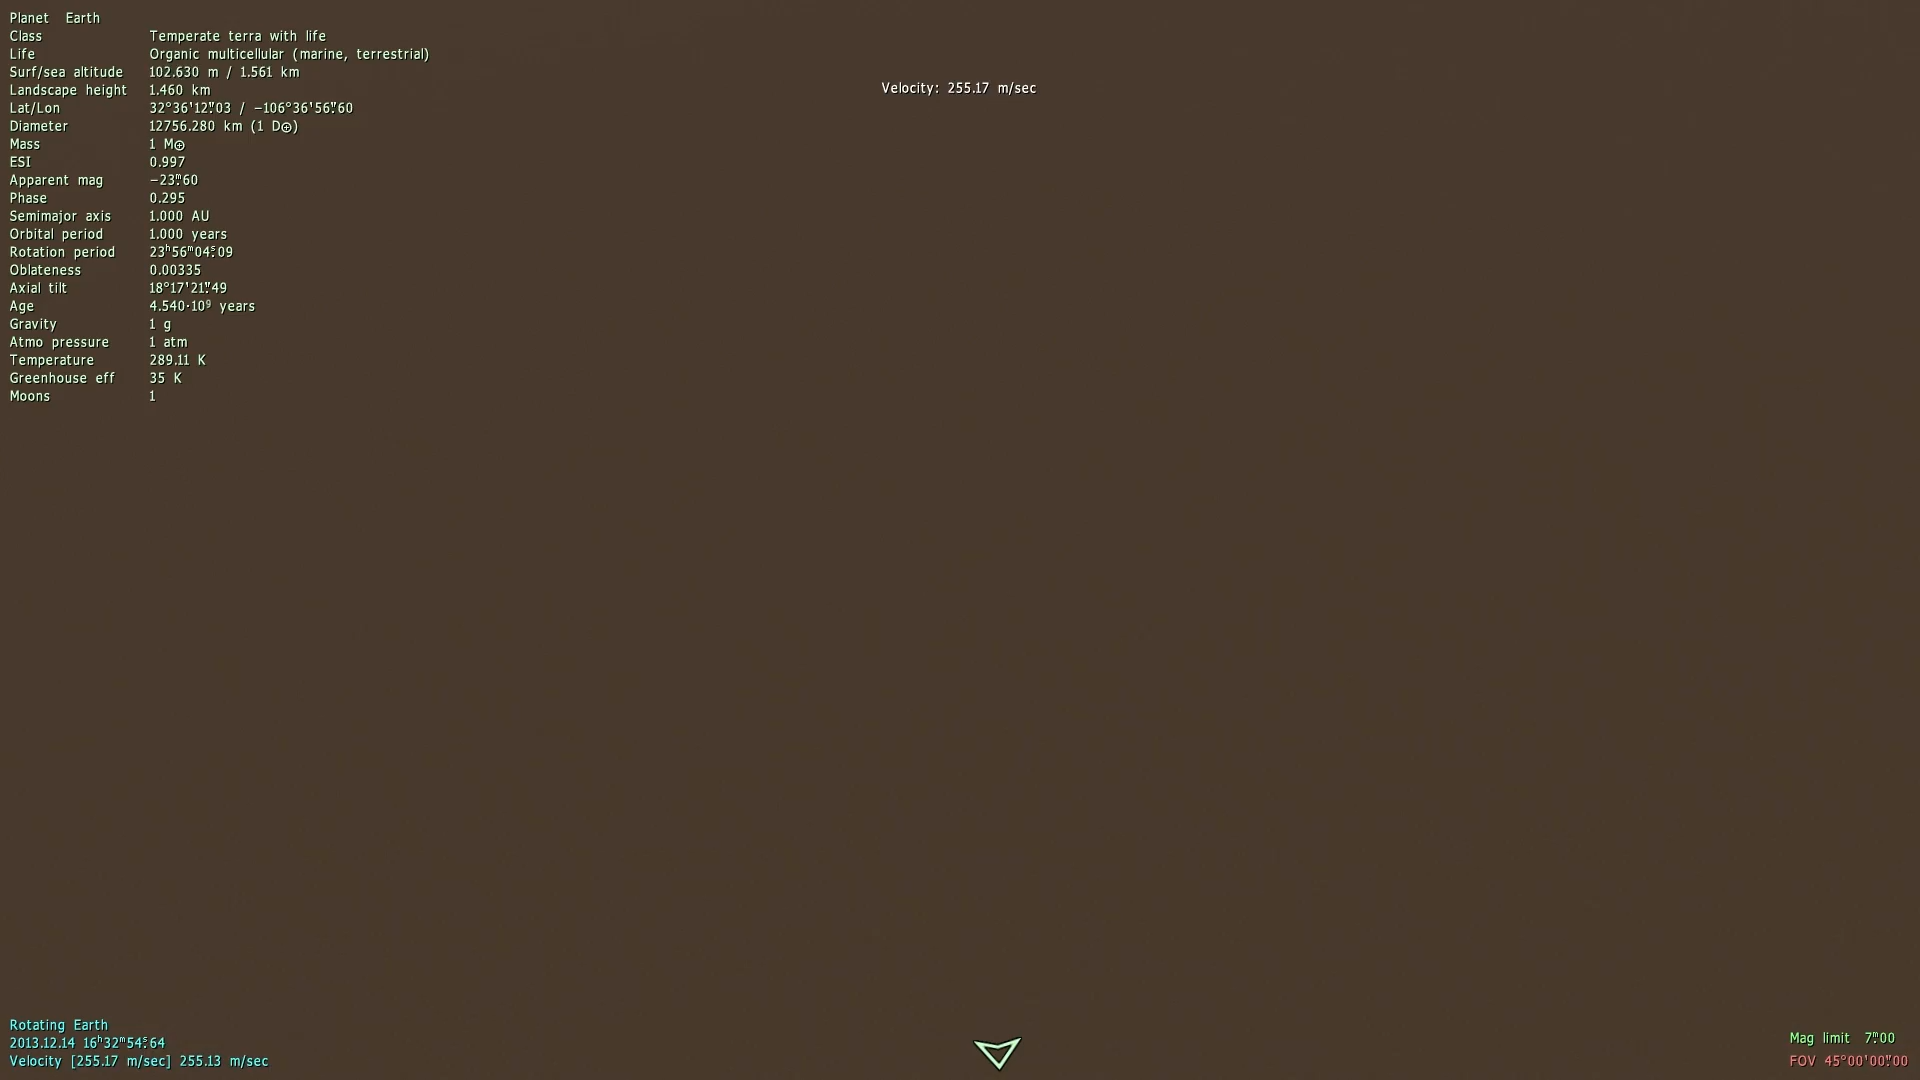 Planet Earth
Class Temperate terra with life
Life Organic multicellular (marine, terrestrial)
Surf/sea altitude 102.630 m / 1.561 km
Landscape height 1.460 km
Lat/Lon 32°36'12"03 / -106°36'56"60
Diameter 12756.280 km (1 D⊕)
Mass 1 M⊕
ESI 0.997
Apparent mag -23ᵐ60
Phase 0.295
Semimajor axis 1.000 AU
Orbital period 1.000 years
Rotation period 23ʰ56ᵐ04ˢ.09
Oblateness 0.00335
Axial tilt 18°17'21"49
Age 4.540·10⁹ years
Gravity 1 g
Atmo pressure 1 atm
Temperature 289.11 K
Greenhouse eff 35 K
Moons 1
Velocity: 255.17 m/sec
Rotating Earth
2013.12.14 16ʰ32ᵐ54ˢ.64
Velocity [255.17 m/sec] 255.13 m/sec
Mag limit 7ᵐ00
FOV 45°00'00"00